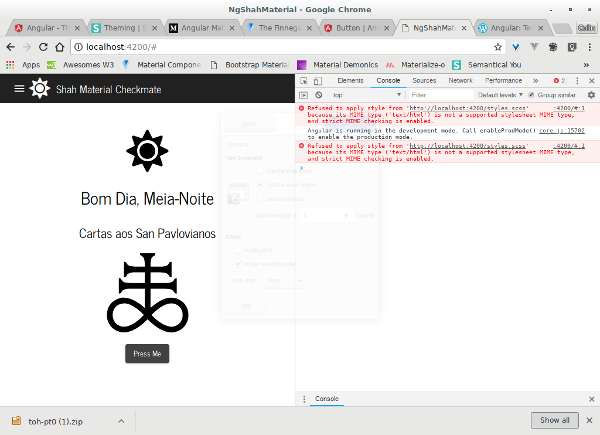 NgShahMaterial - Google Chrome
Angular - Th
Theming | S
Angular Mat
The Finnega
Button | Ang
NgShahMate
Angular: Tem
localhost:4200/#
Apps
Awesomes W3
Material Compone
Bootstrap Material
Material Demonics
Materialize-o
Semantical You
Shah Material Checkmate
Bom Dia, Meia-Noite
Cartas aos San Pavlovianos
Press Me
Elements Console Sources Network Performance » 2
top Filter Default levels Group similar
Refused to apply style from 'http://localhost:4200/styles.scss' :4200/#:1
because its MIME type ('text/html') is not a supported stylesheet MIME type,
and strict MIME checking is enabled.
Angular is running in the development mode. Call enableProdMode() core.js:15702
to enable the production mode.
Refused to apply style from 'http://localhost:4200/styles.scss' :4200/#:1
because its MIME type ('text/html') is not a supported stylesheet MIME type,
and strict MIME checking is enabled.
Console
toh-pt0 (1).zip
Show all